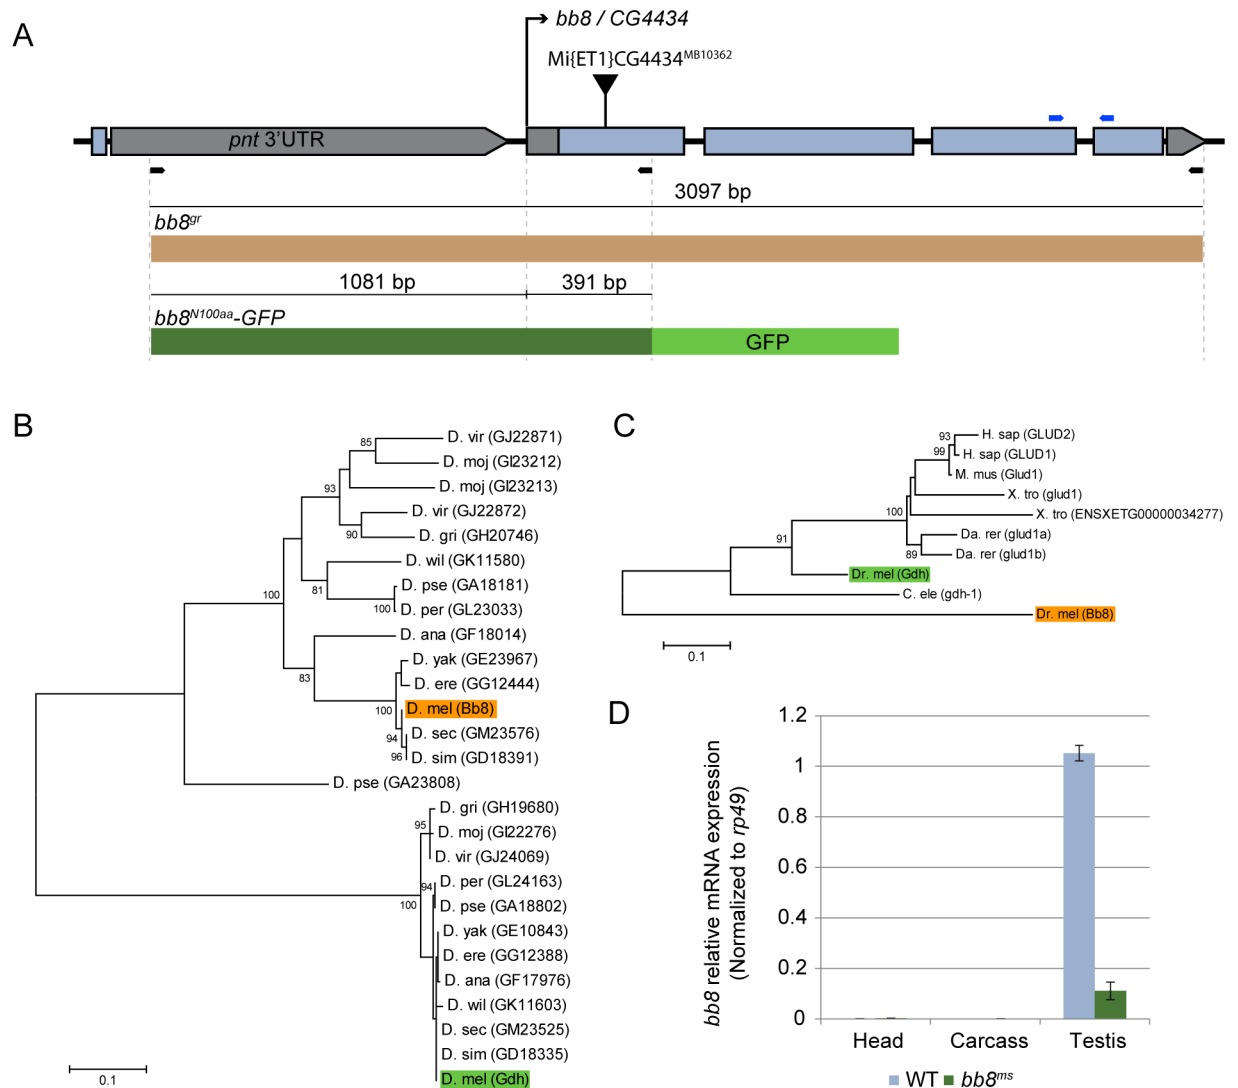 A
bb8 / CG4434
Mi{ET1}CG4434MB10362
pnt 3'UTR
3097 bp
bb8gr
1081 bp
391 bp
bb8N100aa-GFP
GFP
B
D. vir (GJ22871)
D. moj (GI23212)
D. moj (GI23213)
D. vir (GJ22872)
D. gri (GH20746)
D. wil (GK11580)
D. pse (GA18181)
D. per (GL23033)
D. ana (GF18014)
D. yak (GE23967)
D. ere (GG12444)
D. mel (Bb8)
D. sec (GM23576)
D. sim (GD18391)
D. pse (GA23808)
D. gri (GH19680)
D. moj (GI22276)
D. vir (GJ24069)
D. per (GL24163)
D. pse (GA18802)
D. yak (GE10843)
D. ere (GG12388)
D. ana (GF17976)
D. wil (GK11603)
D. sec (GM23525)
D. sim (GD18335)
D. mel (Gdh)
85
93
90
81
100
100
83
100
94
96
95
94
100
0.1
C
H. sap (GLUD2)
H. sap (GLUD1)
M. mus (Glud1)
X. tro (glud1)
X. tro (ENSXETG00000034277)
Da. rer (glud1a)
Da. rer (glud1b)
Dr. mel (Gdh)
C. ele (gdh-1)
Dr. mel (Bb8)
93
99
100
89
91
0.1
D
bb8 relative mRNA expression
(Normalized to rp49)
1.2
1
0.8
0.6
0.4
0.2
0
Head
Carcass
Testis
WT
bb8ms